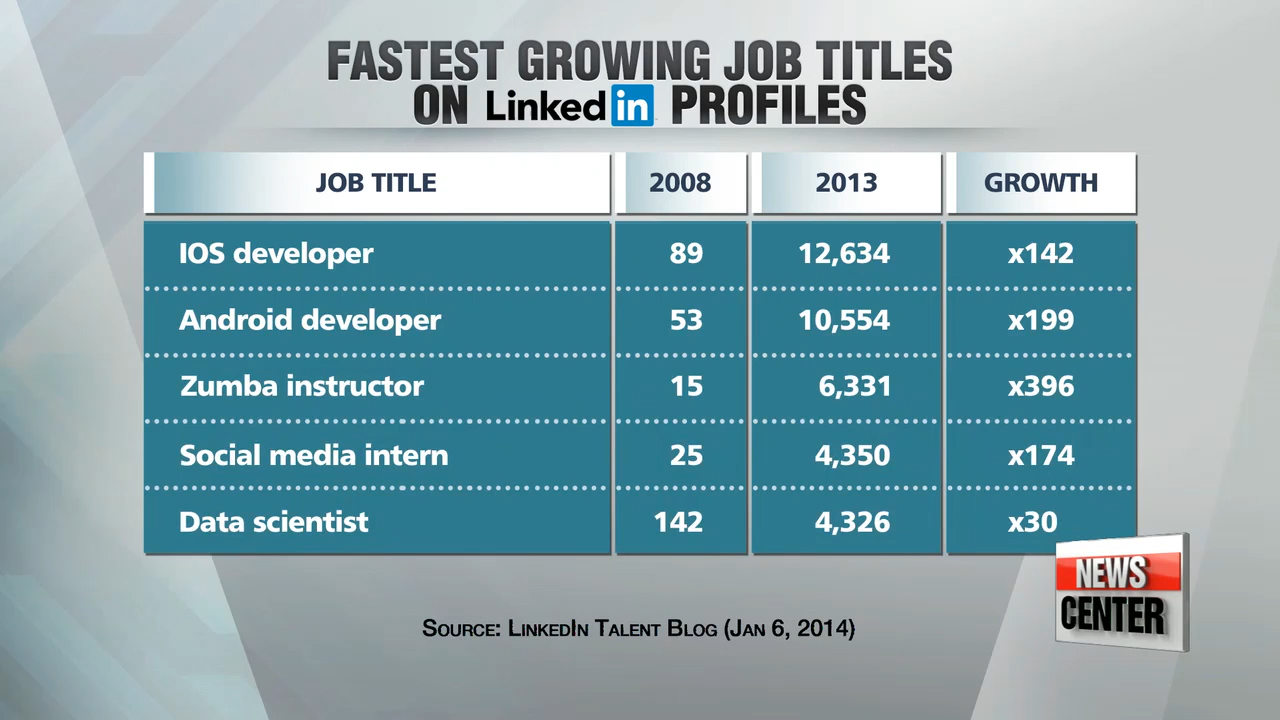 FASTEST GROWING JOB TITLES
ON LinkedIn PROFILES
JOB TITLE 2008 2013 GROWTH
IOS developer 89 12,634 x142
Android developer 53 10,554 x199
Zumba instructor 15 6,331 x396
Social media intern 25 4,350 x174
Data scientist 142 4,326 x30
NEWS
CENTER
SOURCE: LINKEDIN TALENT BLOG (JAN 6, 2014)